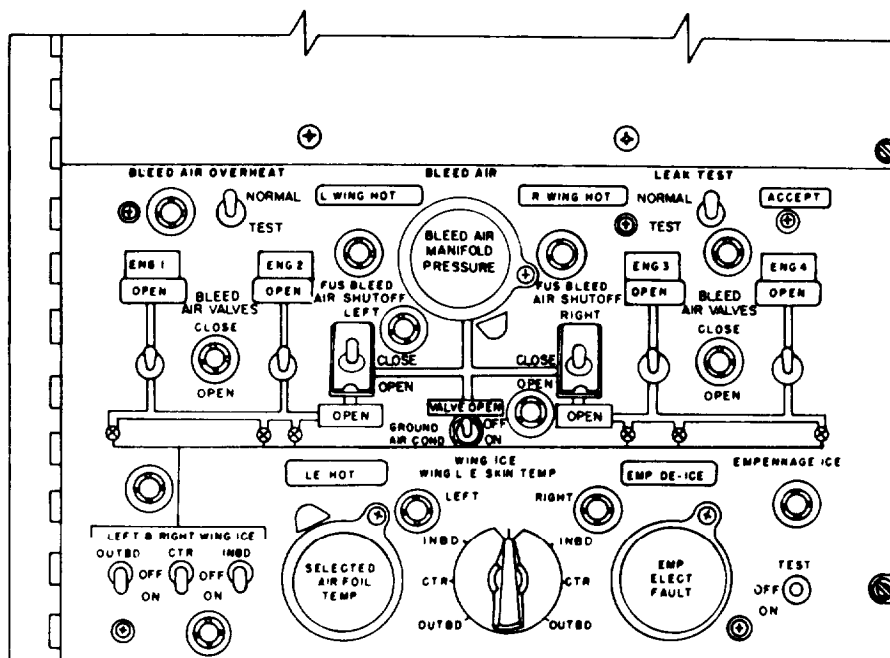 BLEED AIR OVERHEAT
BLEED AIR
LEAK TEST
NORMAL
TEST
L WING HOT
R WING HOT
NORMAL
TEST
ACCEPT
BLEED AIR
MANIFOLD
PRESSURE
ENG 1
OPEN
BLEED
AIR VALVES
CLOSE
OPEN
ENG 2
OPEN
FUS BLEED
AIR SHUTOFF
LEFT
CLOSE
OPEN
OPEN
FUS BLEED
AIR SHUTOFF
RIGHT
CLOSE
OPEN
OPEN
ENG 3
OPEN
BLEED
AIR VALVES
CLOSE
OPEN
ENG 4
OPEN
VALVE OPEN
GROUND
AIR COND
OFF
ON
LE HOT
WING ICE
WING L E SKIN TEMP
LEFT
RIGHT
EMP DE-ICE
EMPENNAGE ICE
LEFT & RIGHT WING ICE
OUTBD
CTR
INBD
OFF
ON
OFF
ON
SELECTED
AIR FOIL
TEMP
INBD
CTR
OUTBD
INBD
CTR
OUTBD
EMP
ELECT
FAULT
TEST
OFF
ON